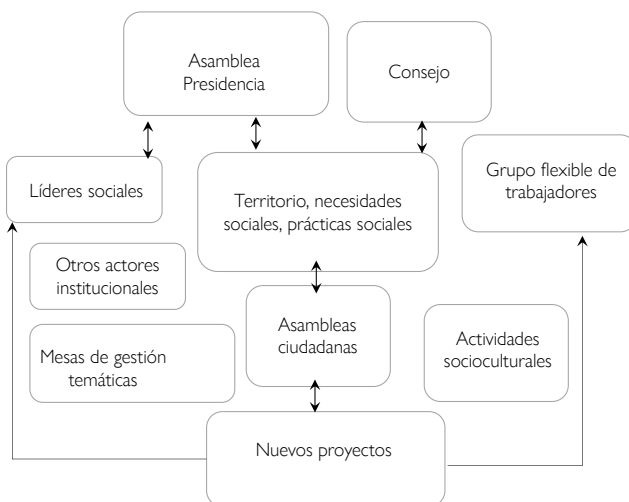 Asamblea
Presidencia
Consejo
Líderes sociales
Territorio, necesidades
sociales, prácticas sociales
Grupo flexible de
trabajadores
Otros actores
institucionales
Asambleas
ciudadanas
Mesas de gestión
temáticas
Actividades
socioculturales
Nuevos proyectos